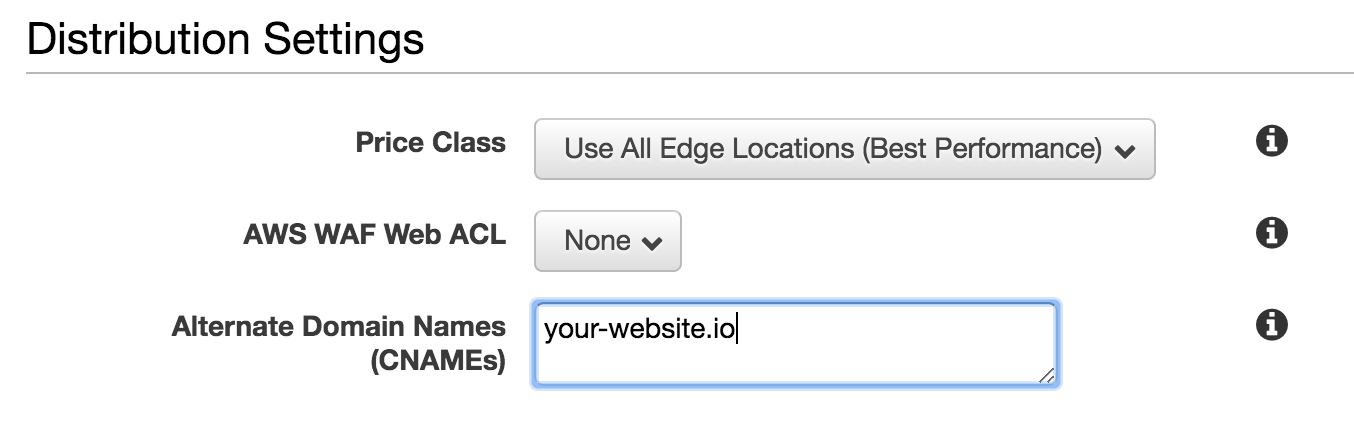 Distribution Settings
Price Class
Use All Edge Locations (Best Performance)
AWS WAF Web ACL
None
Alternate Domain Names
(CNAMEs)
your-website.io